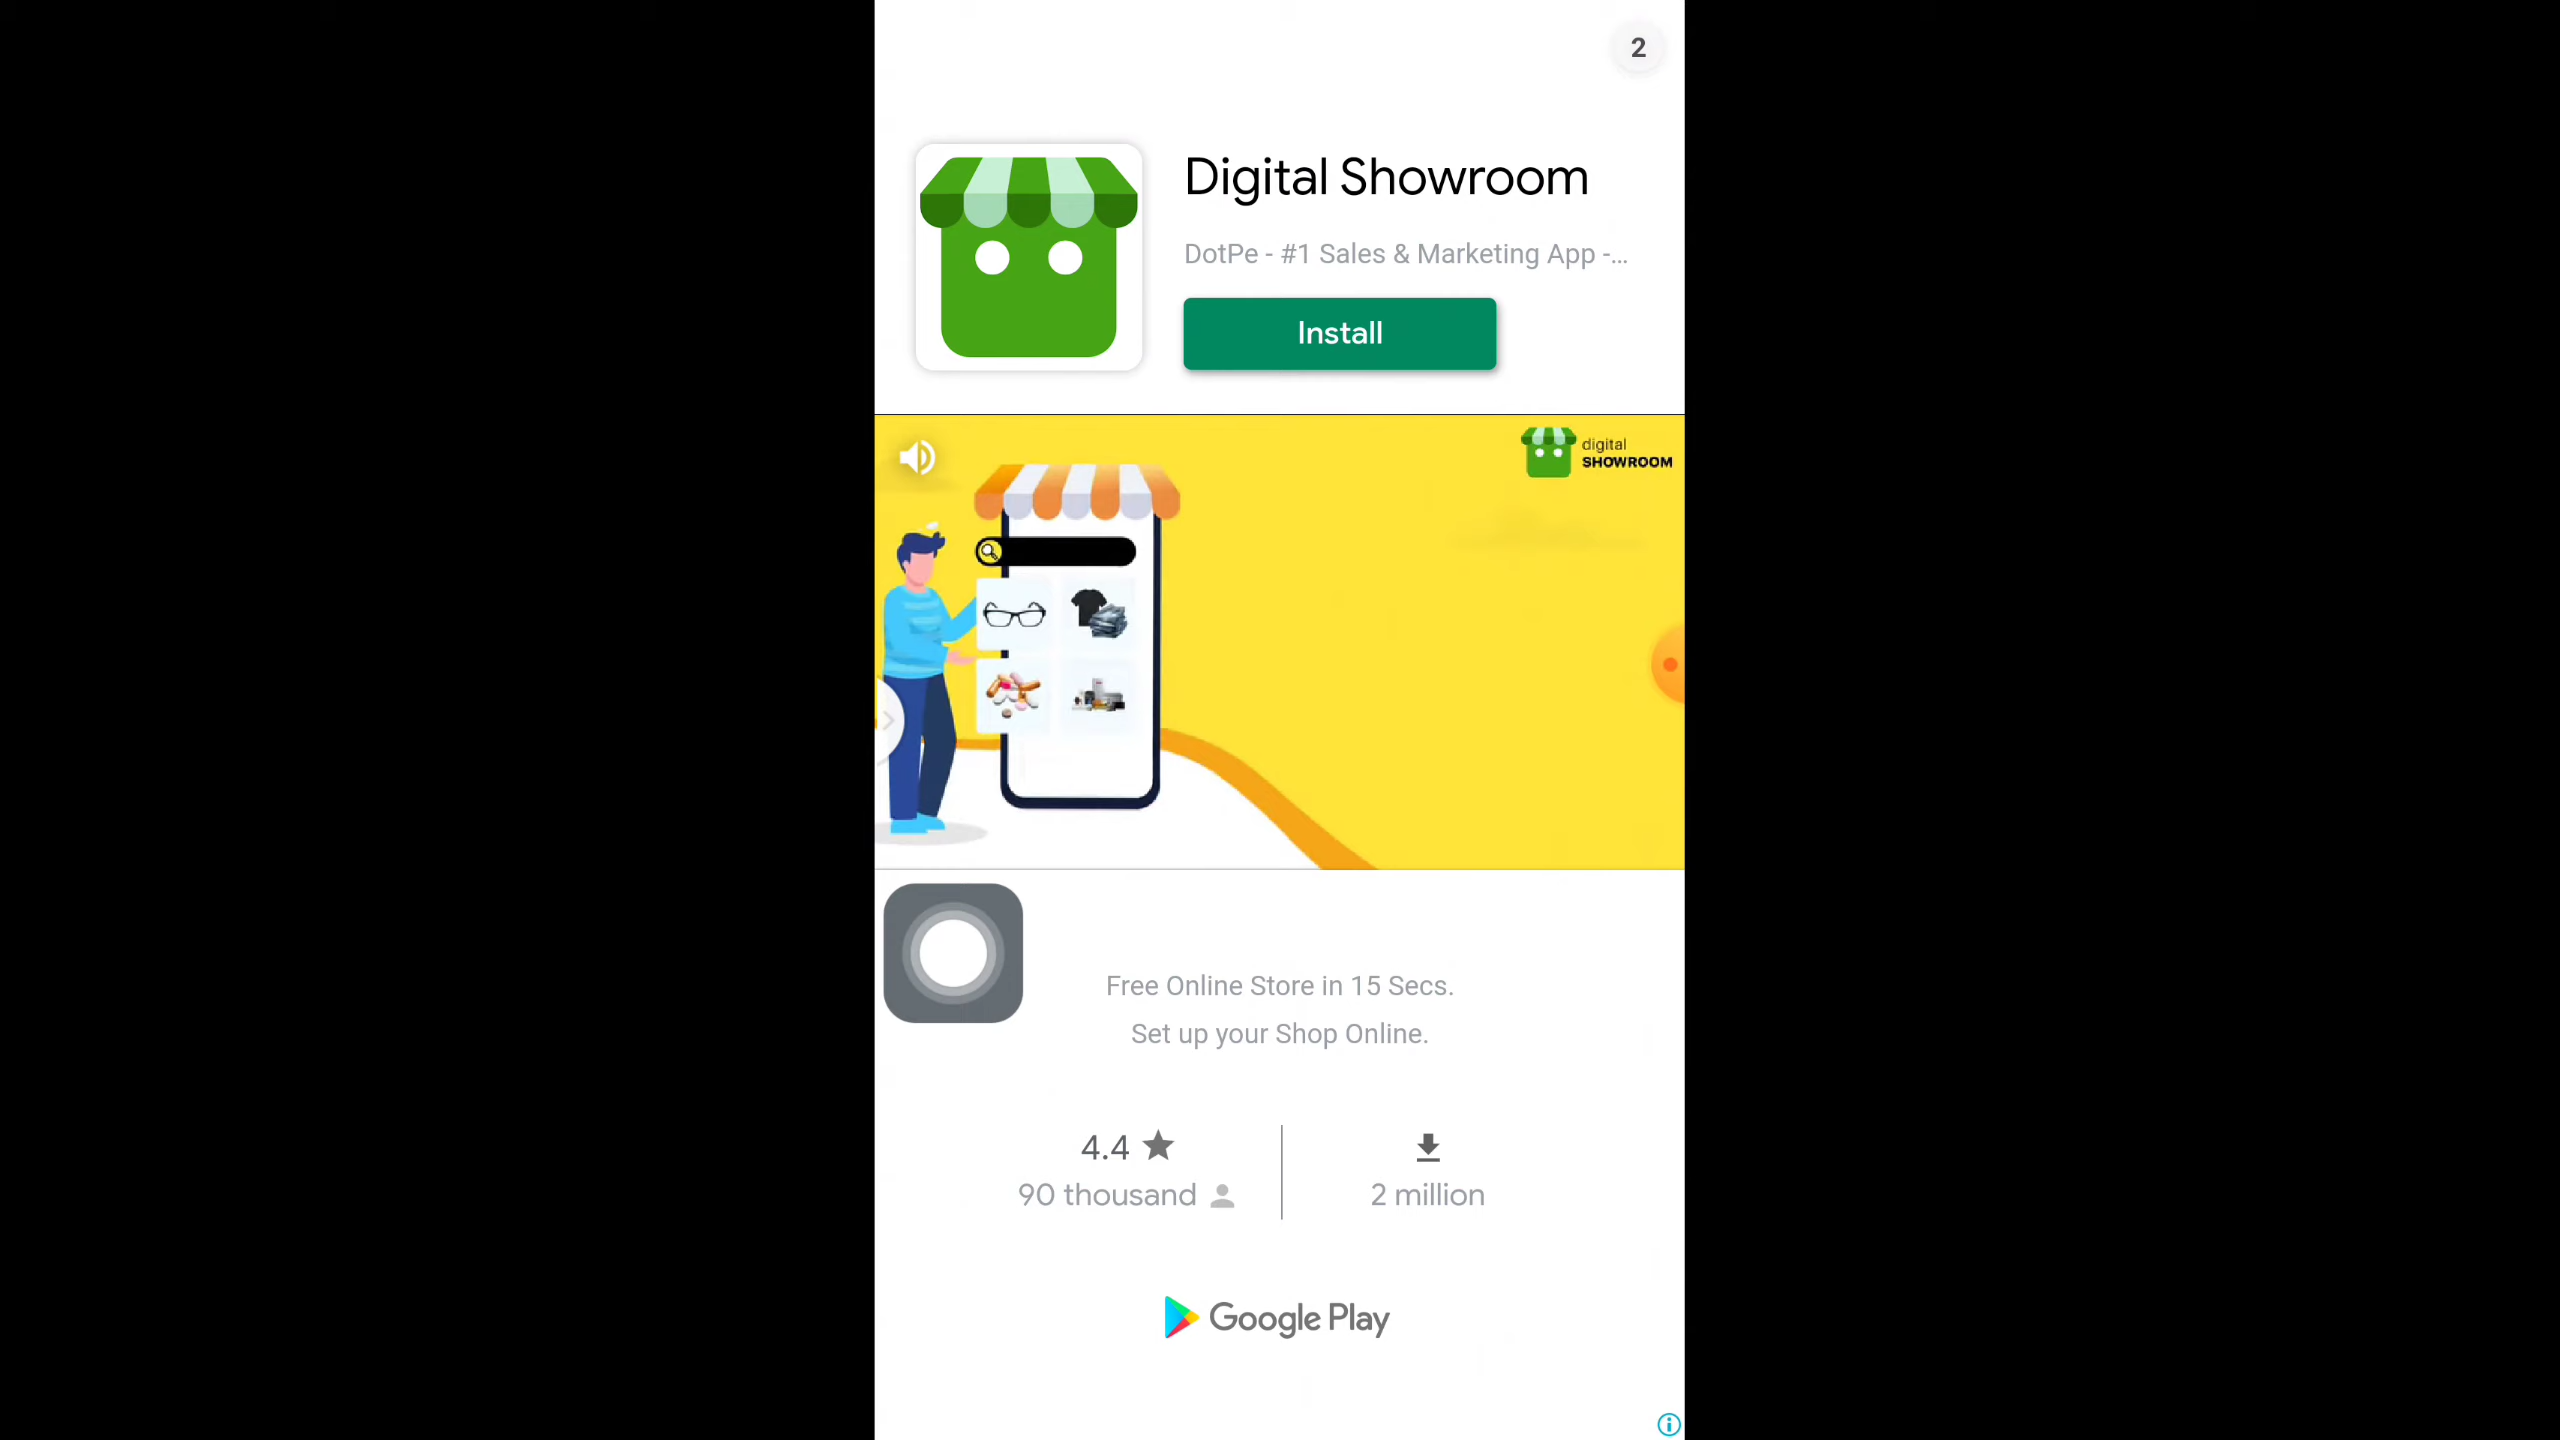 2
Digital Showroom
DotPe - #1 Sales & Marketing App -...
Install
digital
SHOWROOM
Free Online Store in 15 Secs.
Set up your Shop Online.
4.4
90 thousand
2 million
Google Play